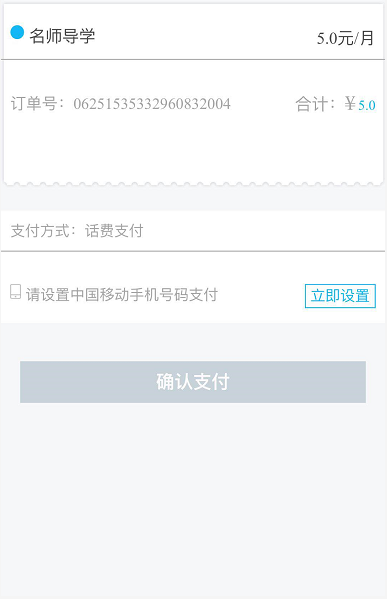 名师导学 5.0元/月
订单号：06251535332960832004 合计：￥5.0
支付方式：话费支付
请设置中国移动手机号码支付 立即设置
确认支付